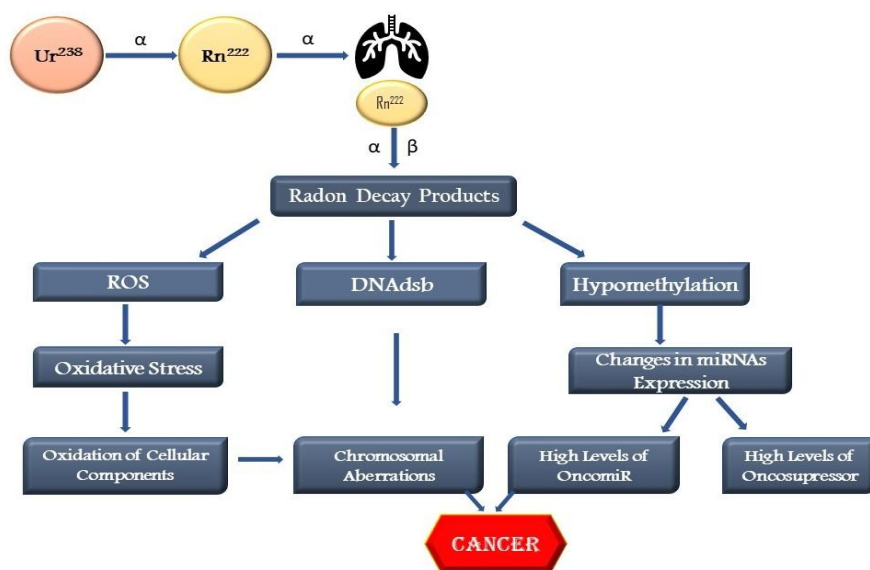 Ur238
α
Rn222
α
Rn222
α
β
Radon Decay Products
ROS
DNAdsb
Hypomethylation
Oxidative Stress
Changes in miRNAs
Expression
Oxidation of Cellular
Components
Chromosomal
Aberrations
High Levels of
OncomiR
High Levels of
Oncosupressor
CANCER